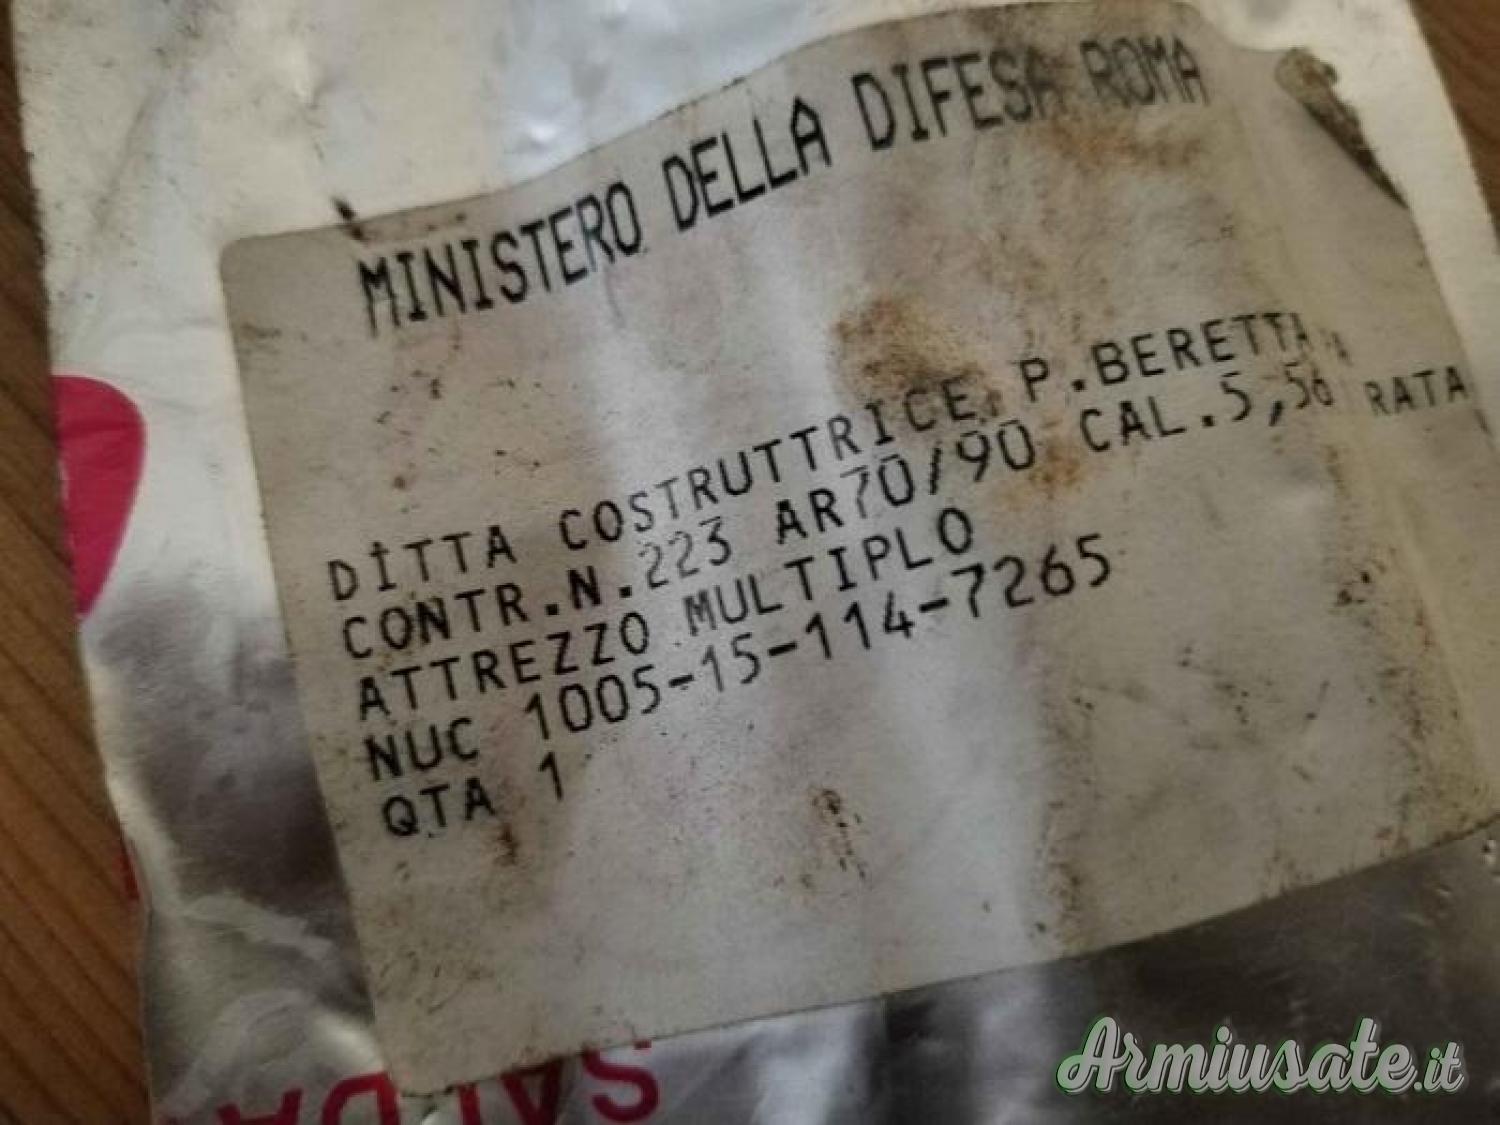 MINISTERO DELLA DIFESA ROMA
DITTA COSTRUTTRICE P.BERETTA
CONTR.N.223 AR70/90 CAL.5,56 RATA
ATTREZZO MULTIPLO
NUC 1005-15-114-7265
QTA 1
Armiusate.it